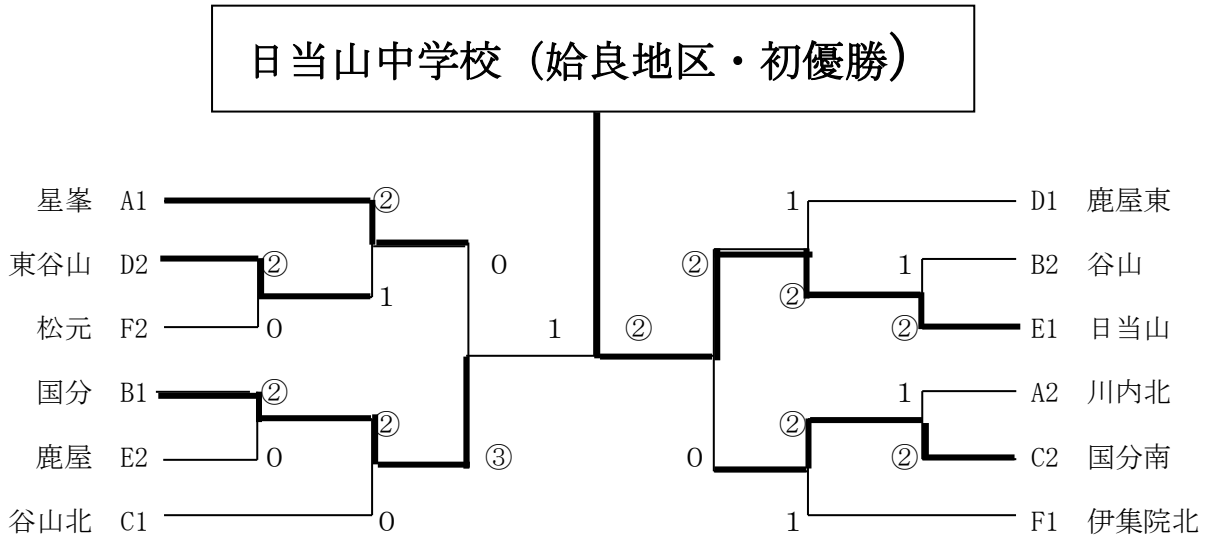 日当山中学校（姶良地区・初優勝）
星峯 A1 ② 1 D1 鹿屋東
東谷山 D2 ② 0 ② 1 B2 谷山
1 ②
松元 F2 0 1 ② ② E1 日当山
国分 B1 ② 1 A2 川内北
② ②
鹿屋 E2 0 ③ 0 ② C2 国分南
谷山北 C1 0 1 F1 伊集院北